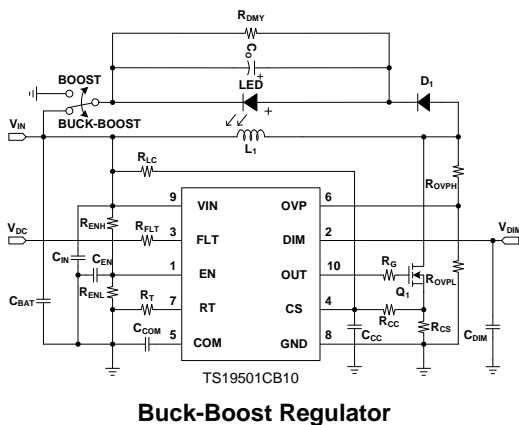 RDMY
CO
+
BOOST
LED
D1
+
BUCK-BOOST
VIN
L1
RLC
ROVPH
9 VIN OVP 6
VDC
RENH
RFLT
3 FLT DIM 2
VDIM
CIN
CEN
1 EN OUT 10
RG
ROVPL
Q1
CBAT
RENL
RT
7 RT CS 4
RCC
RCS
CCOM
5 COM GND 8
CCC
CDIM
TS19501CB10
Buck-Boost Regulator